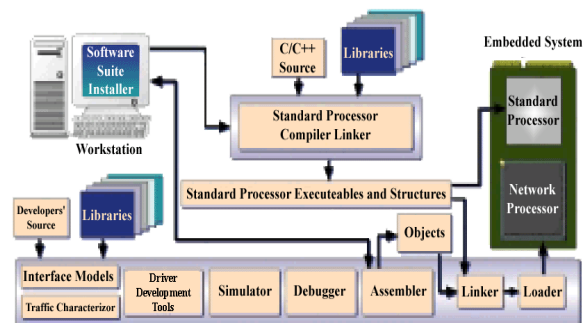 Software
Suite
Installer
Workstation
C/C++
Source
Libraries
Embedded System
Standard
Processor
Network
Processor
Standard Processor
Compiler Linker
Standard Processor Executeables and Structures
Developers'
Source
Libraries
Objects
Interface Models
Traffic Characterizor
Driver
Development
Tools
Simulator
Debugger
Assembler
Linker
Loader